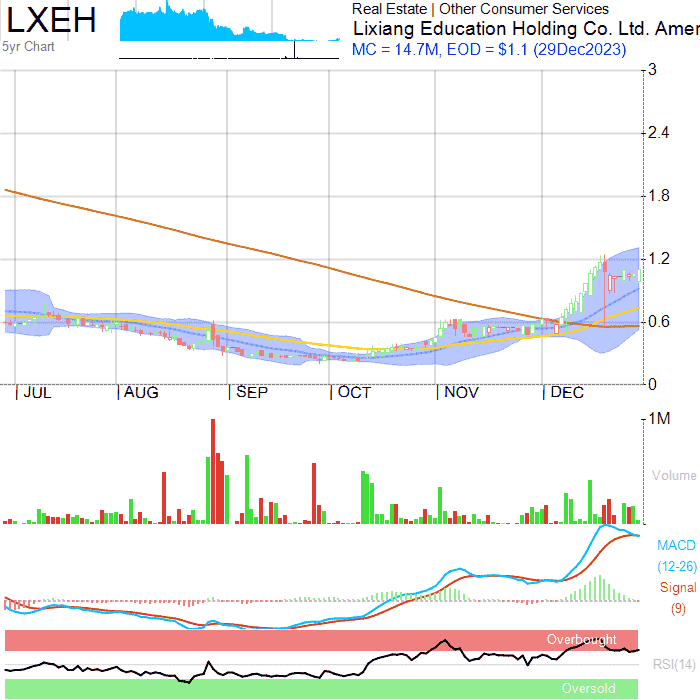 LXEH
5yr Chart
Real Estate | Other Consumer Services
Lixiang Education Holding Co. Ltd. Amer
MC = 14.7M, EOD = $1.1 (29Dec2023)
3
2.4
1.8
1.2
0.6
0
JUL AUG SEP OCT NOV DEC
1M
Volume
MACD
(12-26)
Signal
(9)
Overbought
RSI(14)
Oversold